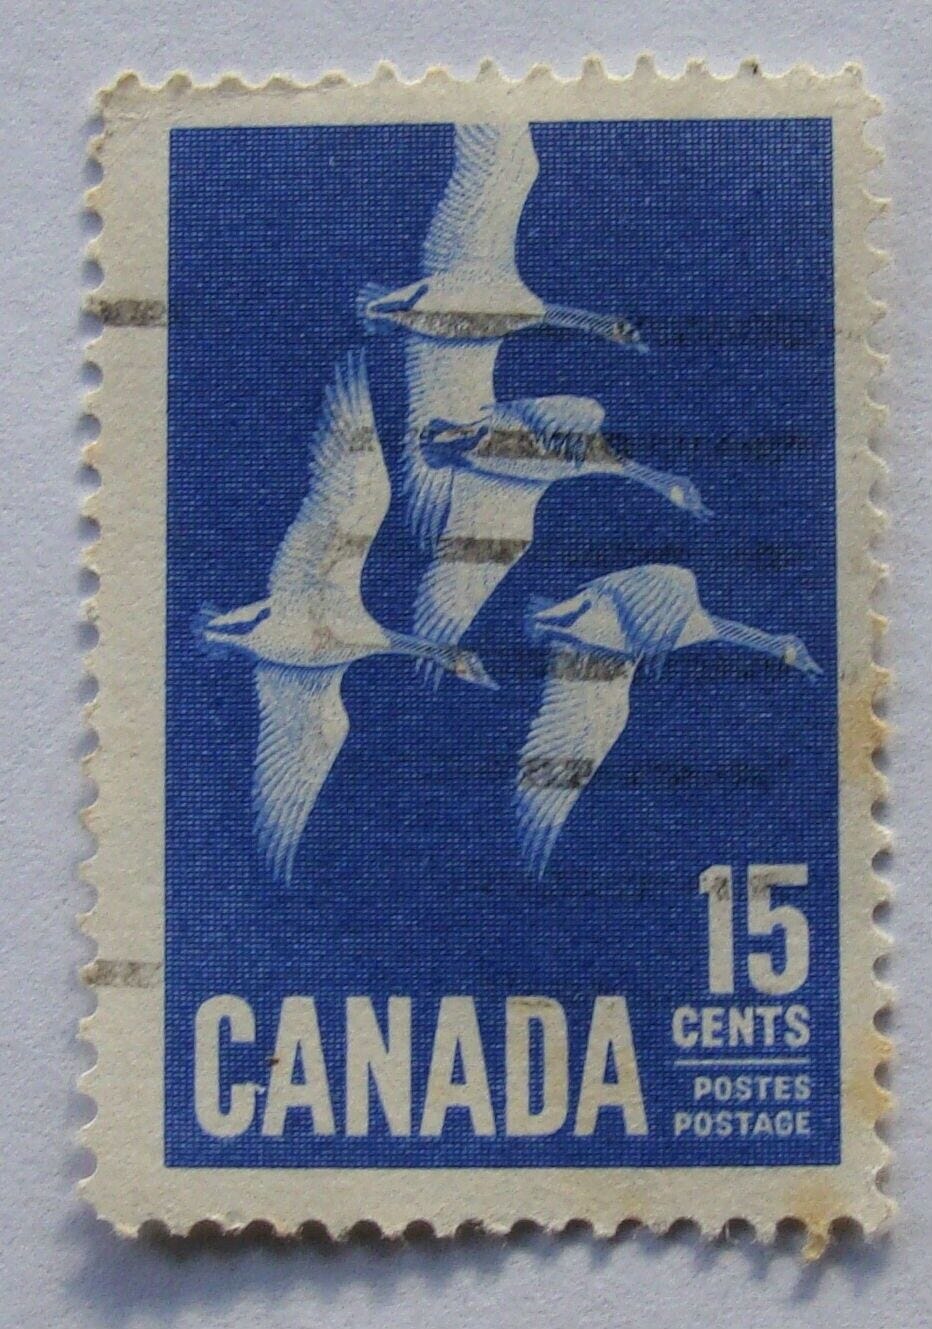 15
CENTS
CANADA
POSTES
POSTAGE